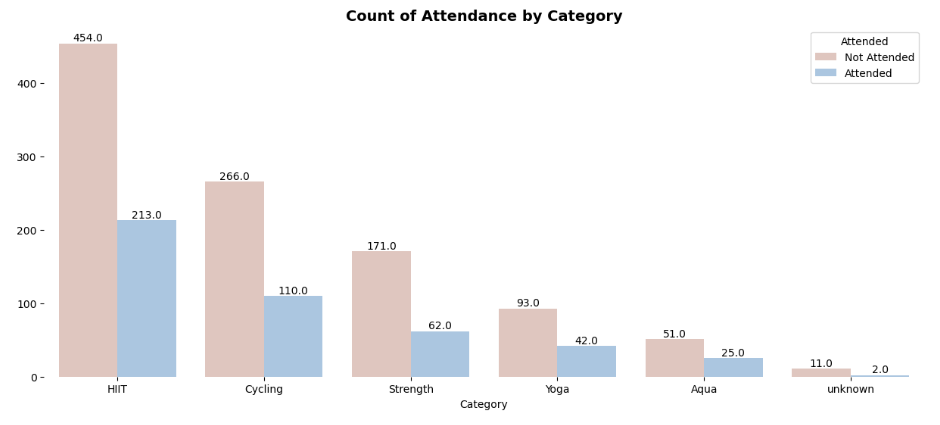 Count of Attendance by Category
Attended
Not Attended
Attended
454.0
213.0
266.0
110.0
171.0
62.0
93.0
42.0
51.0
25.0
11.0
2.0
400
300
200
100
0
HIIT Cycling Strength Yoga Aqua unknown
Category